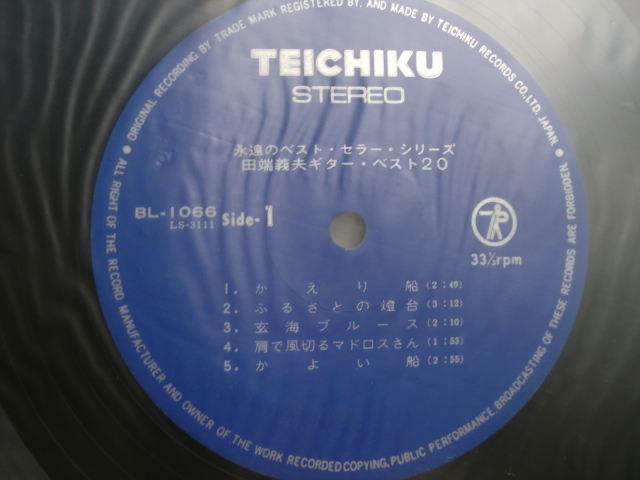 ORIGINAL RECORDING BY TRADE MARK REGISTERED BY, AND MADE BY TEICHIKU RECORDS CO., LTD. JAPAN. ●
● ALL RIGHT OF THE RECORD MANUFACTURER AND OWNER OF THE WORK RECORDED COPYING, PUBLIC PERFORMANCE, BROADCASTING OF THESE RECORDS ARE FORBIDDEN.
TEICHIKU
STEREO
永遠のベスト・セラー・シリーズ
田端義夫ギター・ベスト20
BL-1066 Side-1
LS-3111
33⅓rpm
1. かえり船 (2:49)
2. ふるさとの燈台 (3:12)
3. 玄海ブルース (2:10)
4. 肩で風切るマドロスさん (1:53)
5. かよい船 (2:55)